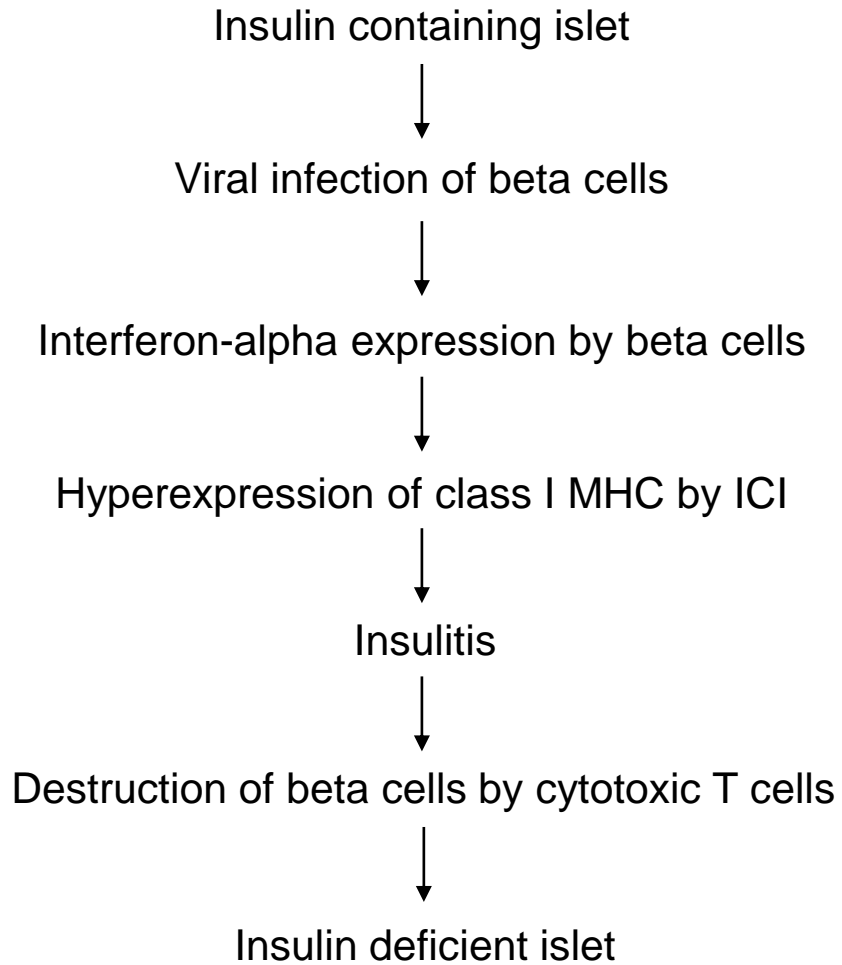 Insulin containing islet
Viral infection of beta cells
Interferon-alpha expression by beta cells
Hyperexpression of class I MHC by ICI
Insulitis
Destruction of beta cells by cytotoxic T cells
Insulin deficient islet